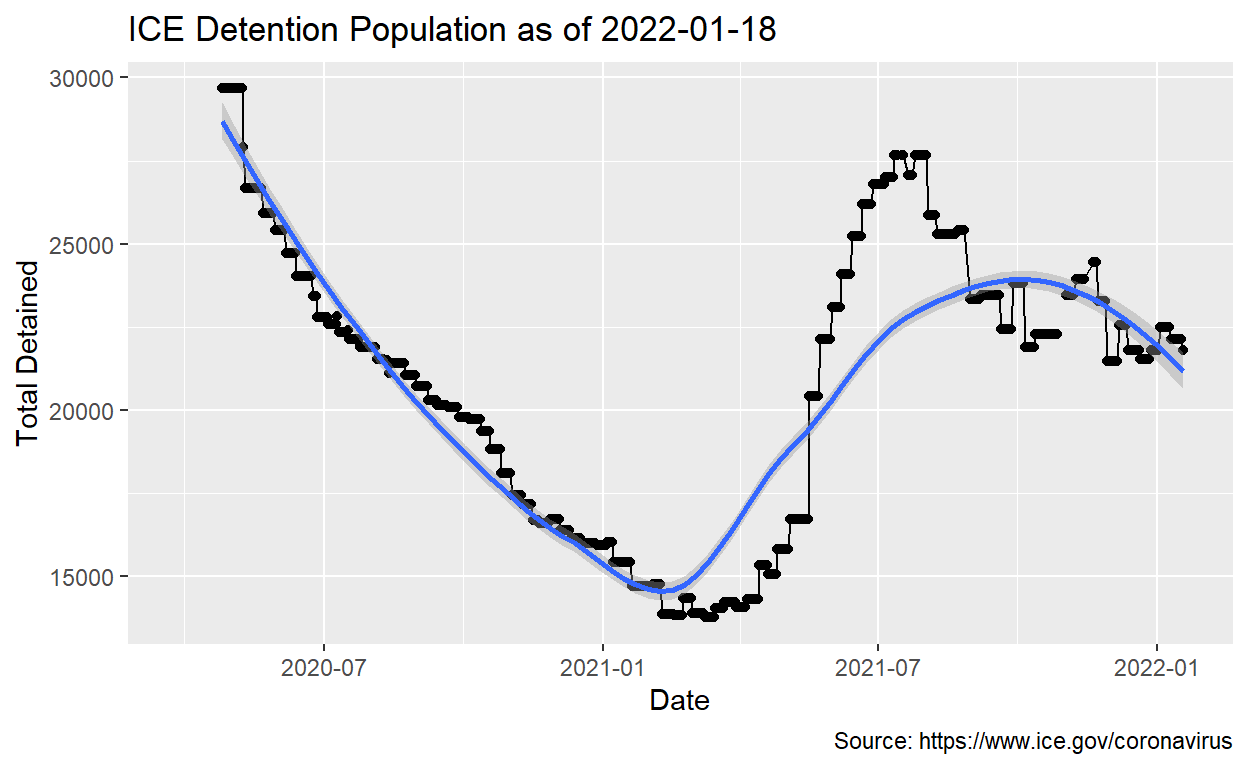 ICE Detention Population as of 2022-01-18
30000
25000
20000
15000
Total Detained
2020-07
2021-01
2021-07
2022-01
Date
Source: https://www.ice.gov/coronavirus